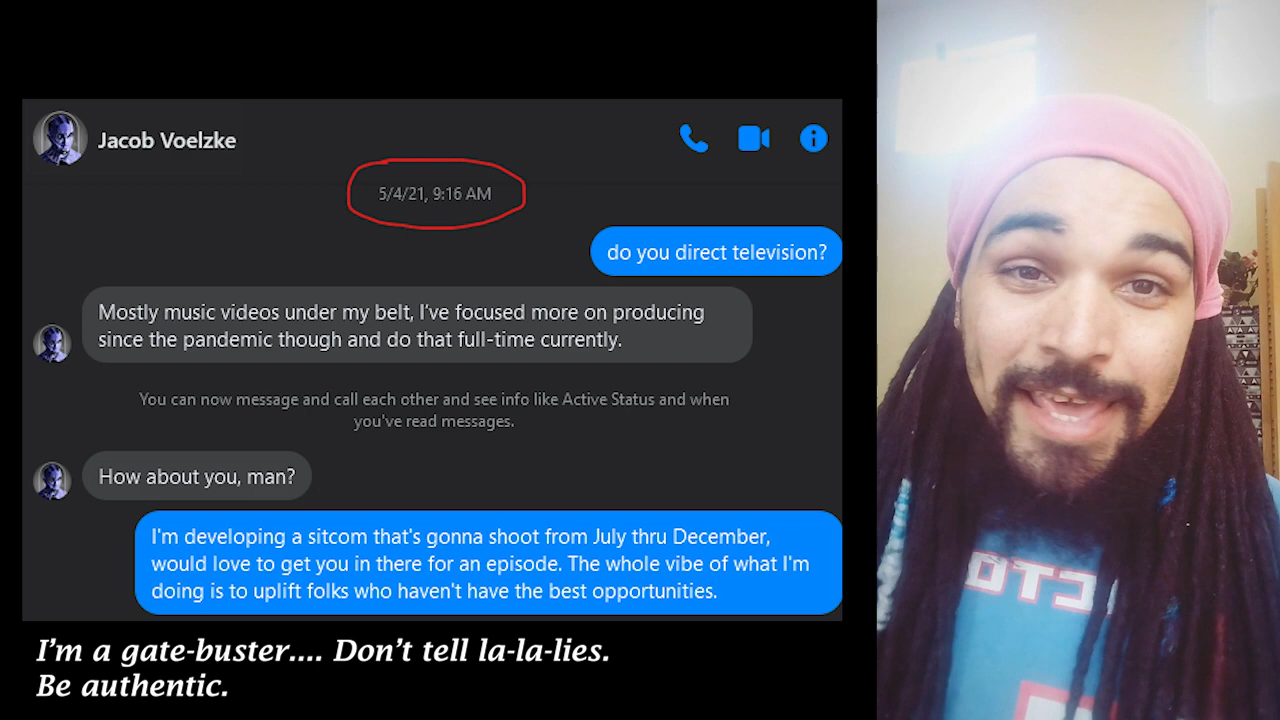 Jacob Voelzke
5/4/21, 9:16 AM
do you direct television?
Mostly music videos under my belt, I've focused more on producing
since the pandemic though and do that full-time currently.
You can now message and call each other and see info like Active Status and when
you've read messages.
How about you, man?
I'm developing a sitcom that's gonna shoot from July thru December,
would love to get you in there for an episode. The whole vibe of what I'm
doing is to uplift folks who haven't have the best opportunities.
I'm a gate-buster.... Don't tell la-la-lies.
Be authentic.